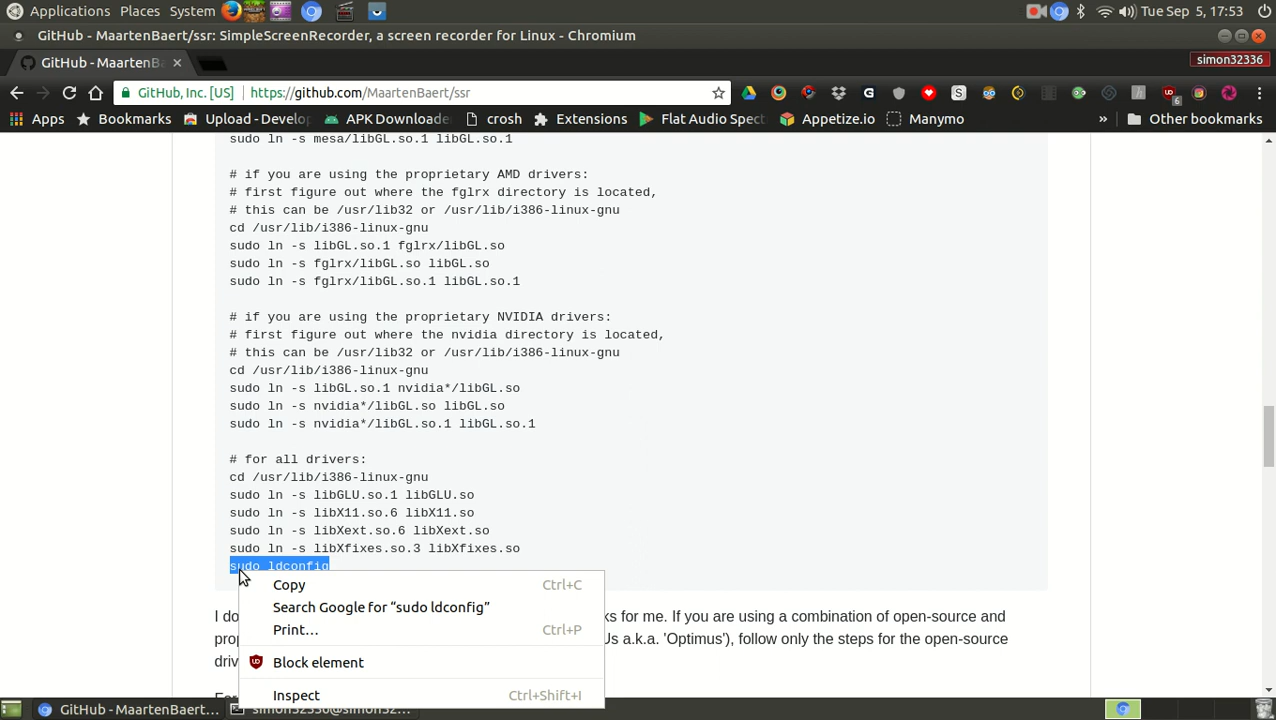 Applications Places System Tue Sep 5, 17:53
GitHub - MaartenBaert/ssr: SimpleScreenRecorder, a screen recorder for Linux - Chromium
GitHub - MaartenBa simon32336
GitHub, Inc. [US] https://github.com/MaartenBaert/ssr 6
Apps Bookmarks Upload - Develo APK Downloade crosh Extensions Flat Audio Spect Appetize.io Manymo » Other bookmarks
sudo ln -s mesa/libGL.so.1 libGL.so.1
# if you are using the proprietary AMD drivers:
# first figure out where the fglrx directory is located,
# this can be /usr/lib32 or /usr/lib/i386-linux-gnu
cd /usr/lib/i386-linux-gnu
sudo ln -s libGL.so.1 fglrx/libGL.so
sudo ln -s fglrx/libGL.so libGL.so
sudo ln -s fglrx/libGL.so.1 libGL.so.1
# if you are using the proprietary NVIDIA drivers:
# first figure out where the nvidia directory is located,
# this can be /usr/lib32 or /usr/lib/i386-linux-gnu
cd /usr/lib/i386-linux-gnu
sudo ln -s libGL.so.1 nvidia*/libGL.so
sudo ln -s nvidia*/libGL.so libGL.so
sudo ln -s nvidia*/libGL.so.1 libGL.so.1
# for all drivers:
cd /usr/lib/i386-linux-gnu
sudo ln -s libGLU.so.1 libGLU.so
sudo ln -s libX11.so.6 libX11.so
sudo ln -s libXext.so.6 libXext.so
sudo ln -s libXfixes.so.3 libXfixes.so
sudo ldconfig
Copy Ctrl+C
Search Google for “sudo ldconfig”
Print… Ctrl+P
Block element
Inspect Ctrl+Shift+I
I do ks for me. If you are using a combination of open-source and
prop Us a.k.a. 'Optimus'), follow only the steps for the open-source
driv
GitHub - MaartenBaert/... simon32336@simon32...